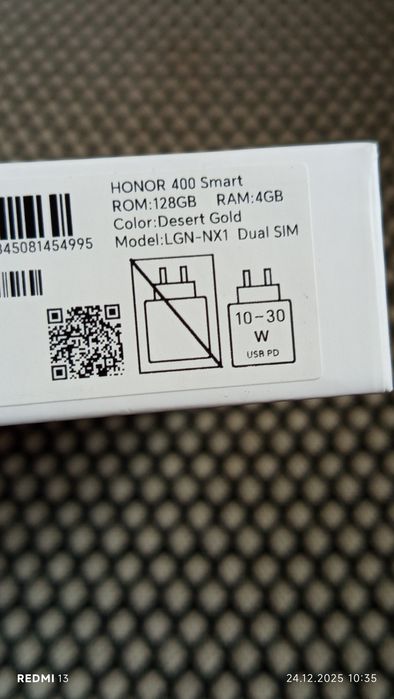 HONOR 400 Smart
ROM:128GB RAM:4GB
Color:Desert Gold
Model:LGN-NX1 Dual SIM
345081454995
10-30
W
USB PD
REDMI 13
24.12.2025 10:35